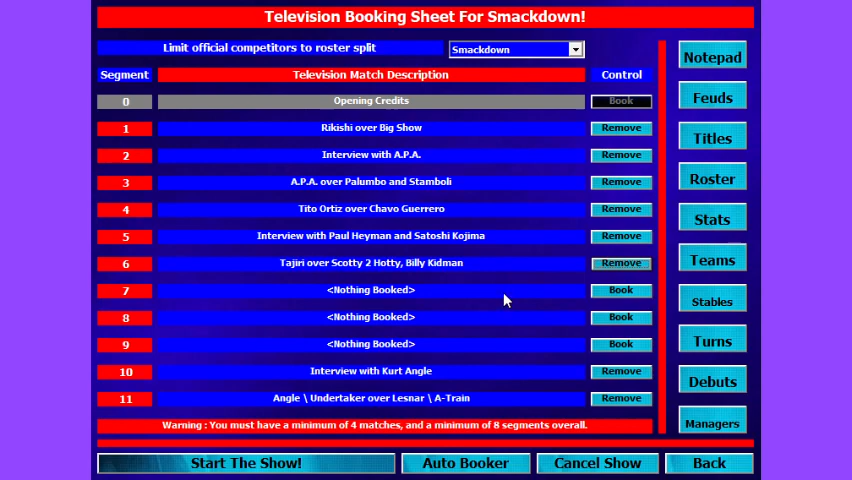 Television Booking Sheet For Smackdown!
Limit official competitors to roster split Smackdown
Segment Television Match Description Control
0 Opening Credits Book
1 Rikishi over Big Show Remove
2 Interview with A.P.A. Remove
3 A.P.A. over Palumbo and Stamboli Remove
4 Tito Ortiz over Chavo Guerrero Remove
5 Interview with Paul Heyman and Satoshi Kojima Remove
6 Tajiri over Scotty 2 Hotty, Billy Kidman Remove
7 <Nothing Booked> Book
8 <Nothing Booked> Book
9 <Nothing Booked> Book
10 Interview with Kurt Angle Remove
11 Angle \ Undertaker over Lesnar \ A-Train Remove
Warning : You must have a minimum of 4 matches, and a minimum of 8 segments overall.
Notepad
Feuds
Titles
Roster
Stats
Teams
Stables
Turns
Debuts
Managers
Start The Show! Auto Booker Cancel Show Back